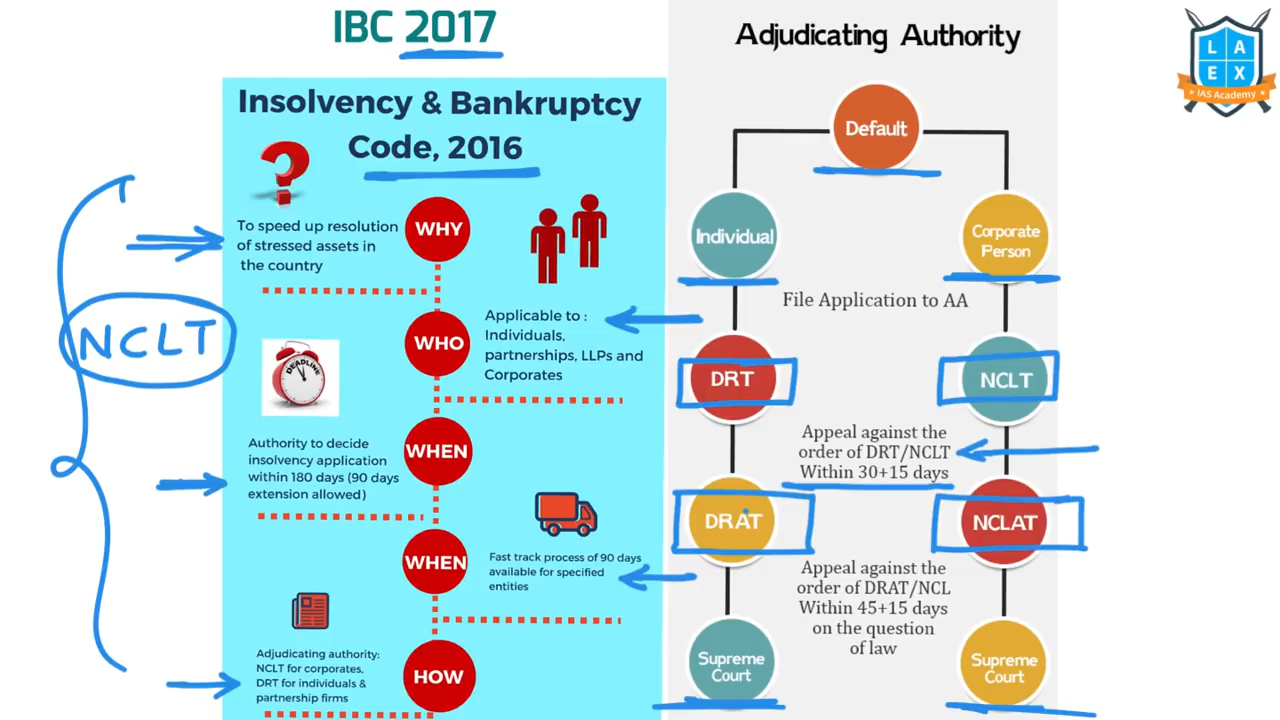 IBC 2017
Insolvency & Bankruptcy
Code, 2016
To speed up resolution
of stressed assets in
the country
WHY
Applicable to :
Individuals,
partnerships, LLPs and
Corporates
WHO
NCLT
DEADLINE
Authority to decide
insolvency application
within 180 days (90 days
extension allowed)
WHEN
Fast track process of 90 days
available for specified
entities
WHEN
Adjudicating authority:
NCLT for corporates,
DRT for individuals &
partnership firms
HOW
Adjudicating Authority
Default
Individual
Corporate
Person
File Application to AA
DRT
NCLT
Appeal against the
order of DRT/NCLT
Within 30+15 days
DRAT
NCLAT
Appeal against the
order of DRAT/NCL
Within 45+15 days
on the question
of law
Supreme
Court
Supreme
Court
L A
E X
IAS Academy